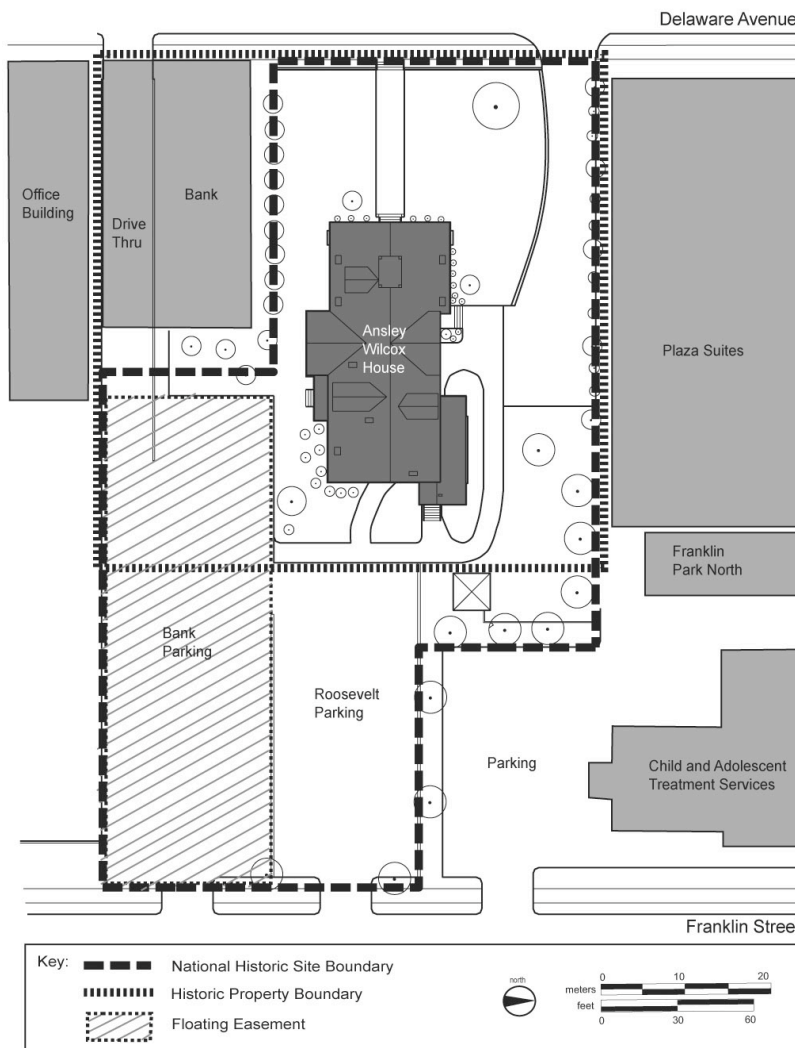 Delaware Avenue
Office
Building
Drive
Thru
Bank
Ansley
Wilcox
House
Plaza Suites
Franklin
Park North
Bank
Parking
Roosevelt
Parking
Parking
Child and Adolescent
Treatment Services
Franklin Stree
Key:
National Historic Site Boundary
Historic Property Boundary
Floating Easement
north
meters
0 10 20
feet
0 30 60